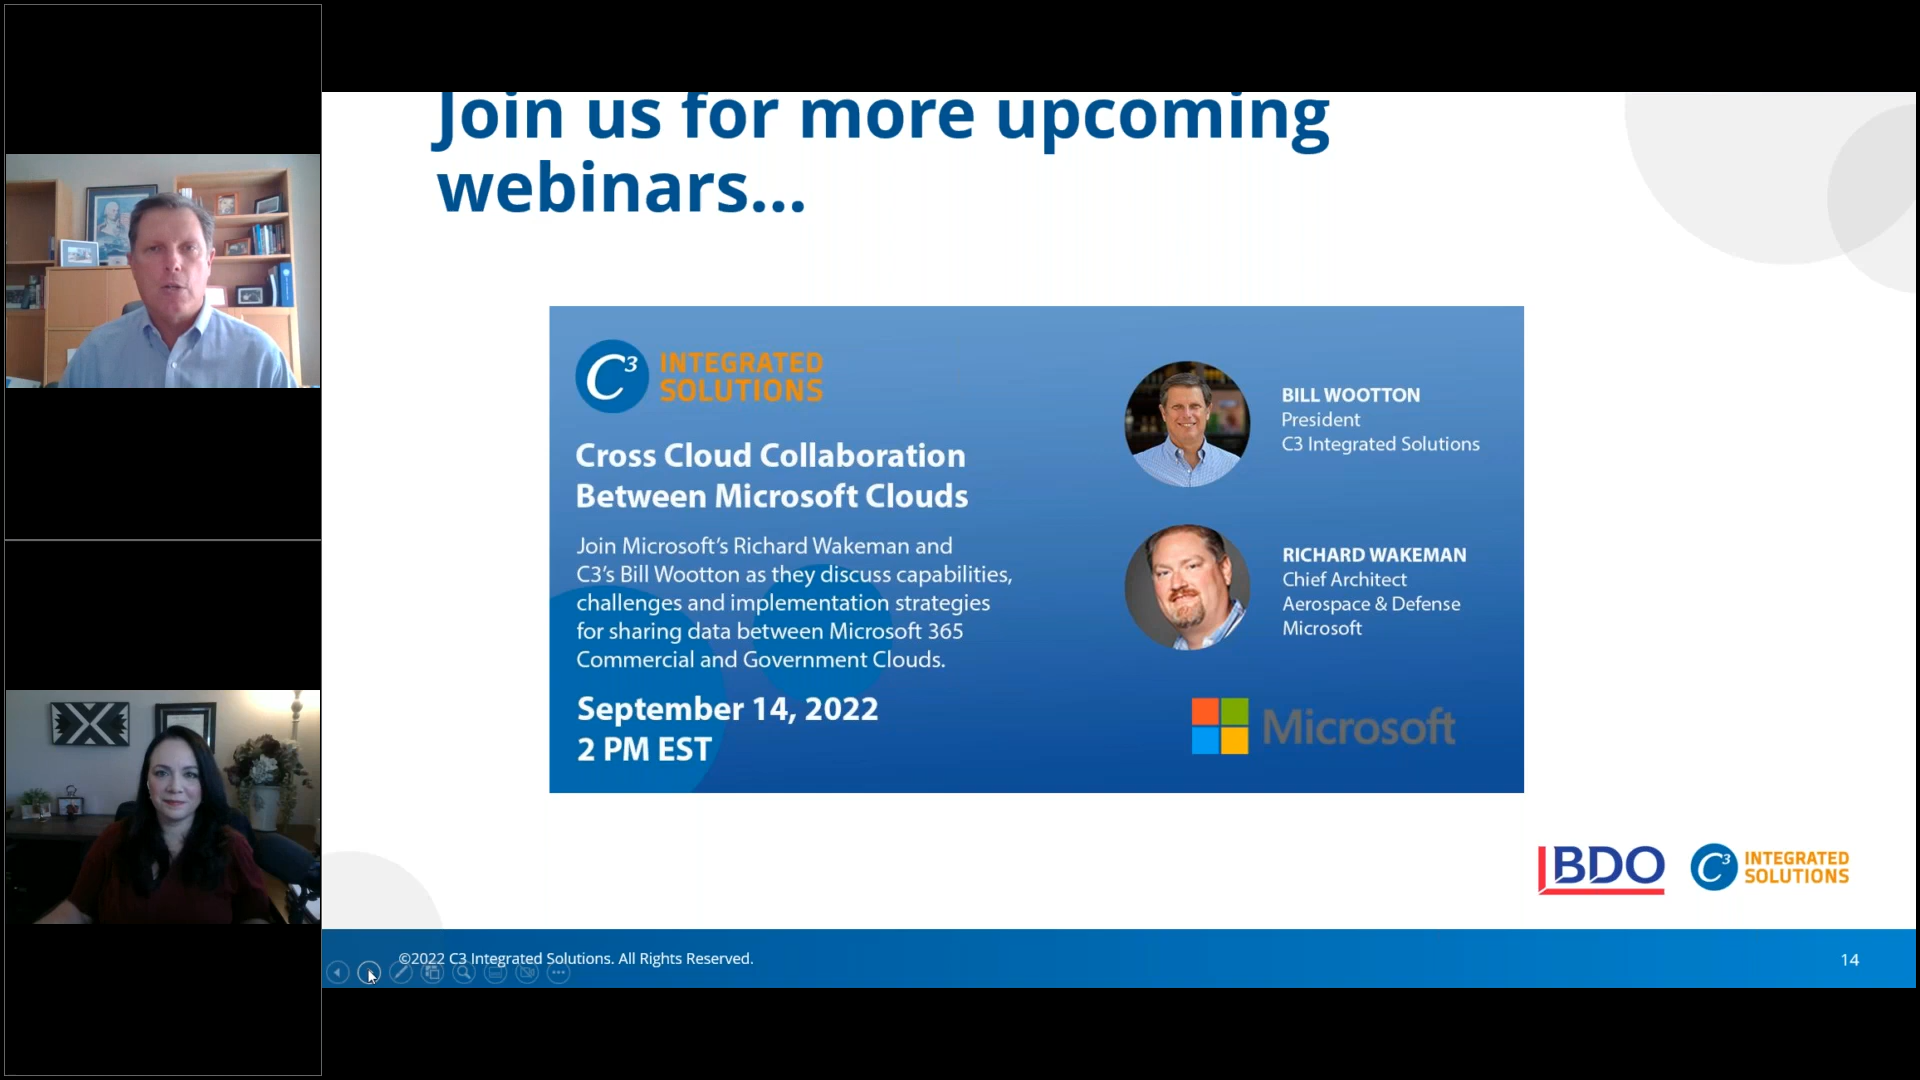 Join us for more upcoming
webinars...
C3 INTEGRATED
SOLUTIONS
Cross Cloud Collaboration
Between Microsoft Clouds
Join Microsoft's Richard Wakeman and
C3's Bill Wootton as they discuss capabilities,
challenges and implementation strategies
for sharing data between Microsoft 365
Commercial and Government Clouds.
September 14, 2022
2 PM EST
BILL WOOTTON
President
C3 Integrated Solutions
RICHARD WAKEMAN
Chief Architect
Aerospace & Defense
Microsoft
Microsoft
BDO
C3 INTEGRATED
SOLUTIONS
©2022 C3 Integrated Solutions. All Rights Reserved.
14